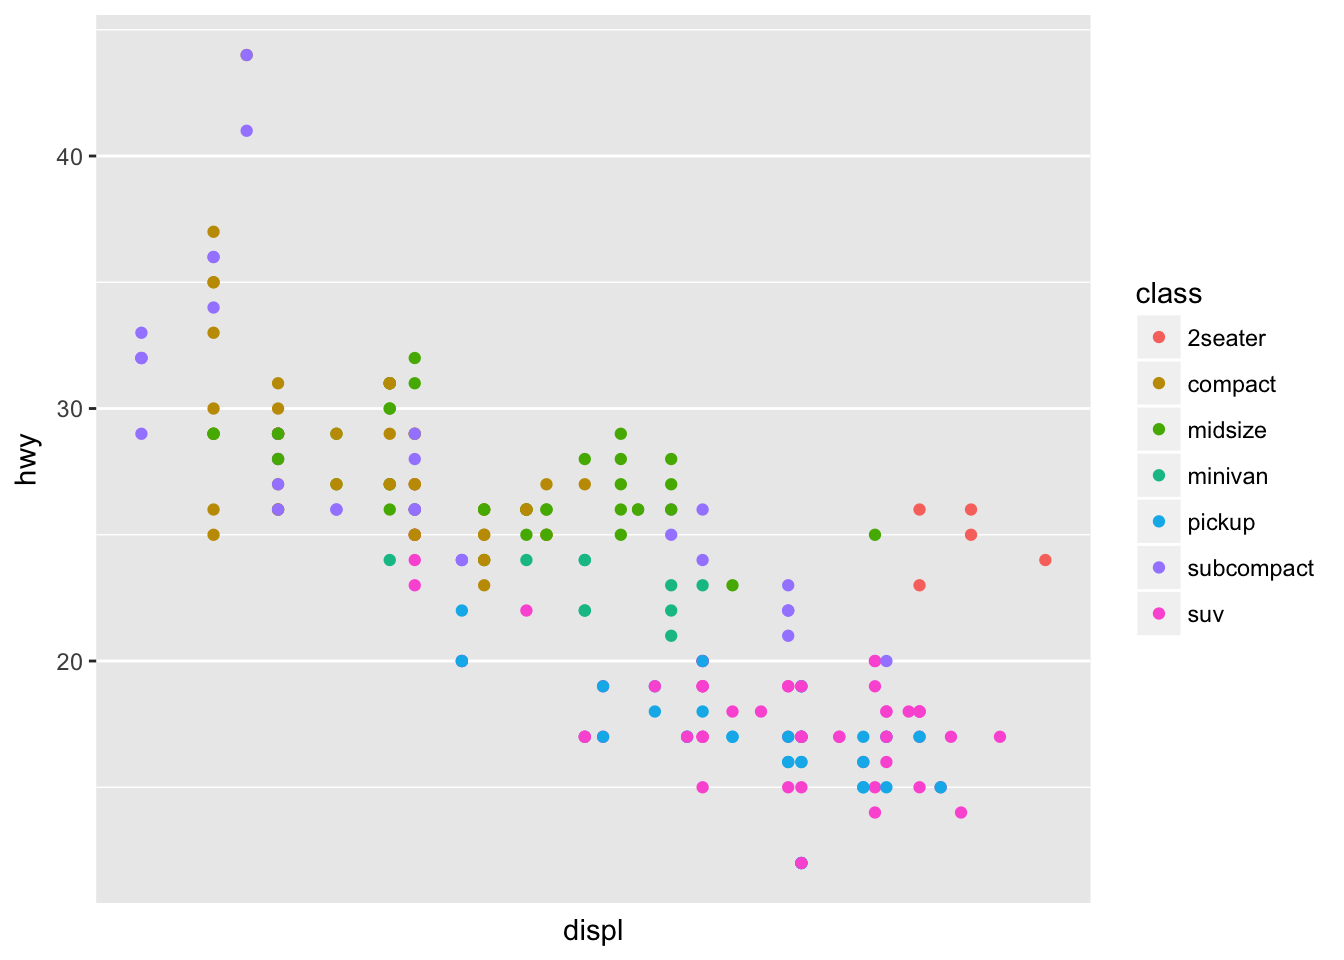 40
30
20
hwy
displ
class
2seater
compact
midsize
minivan
pickup
subcompact
suv